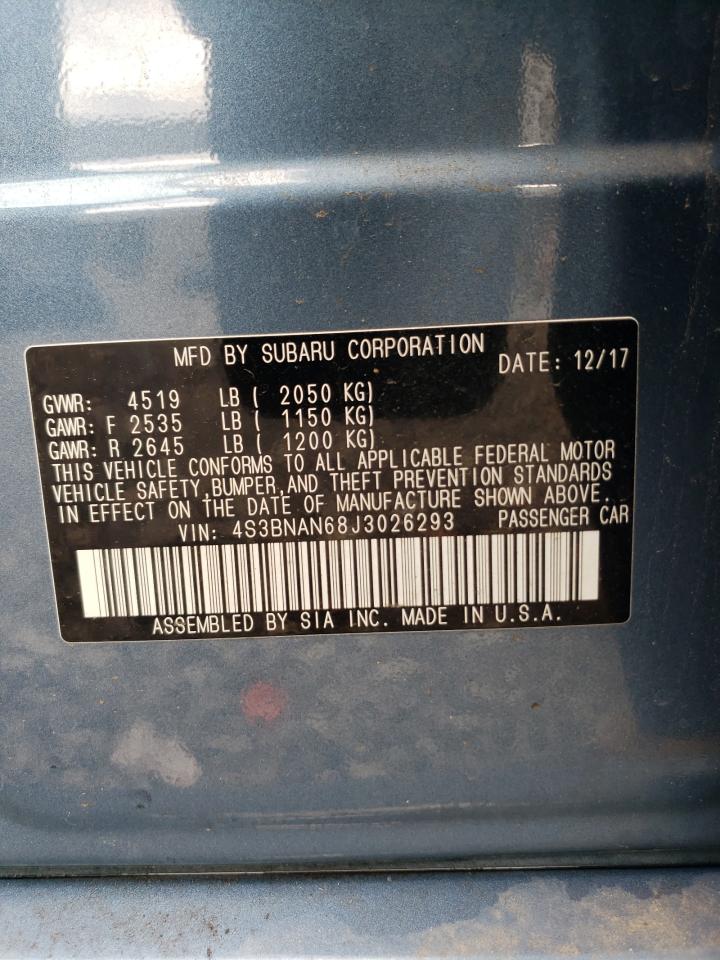 MFD BY SUBARU CORPORATION DATE: 12/17
GVWR: 4519 LB ( 2050 KG)
GAWR: F 2535 LB ( 1150 KG)
GAWR: R 2645 LB ( 1200 KG)
THIS VEHICLE CONFORMS TO ALL APPLICABLE FEDERAL MOTOR
VEHICLE SAFETY,BUMPER,AND THEFT PREVENTION STANDARDS
IN EFFECT ON THE DATE OF MANUFACTURE SHOWN ABOVE.
VIN: 4S3BNAN68J3026293 PASSENGER CAR
ASSEMBLED BY SIA INC. MADE IN U.S.A.